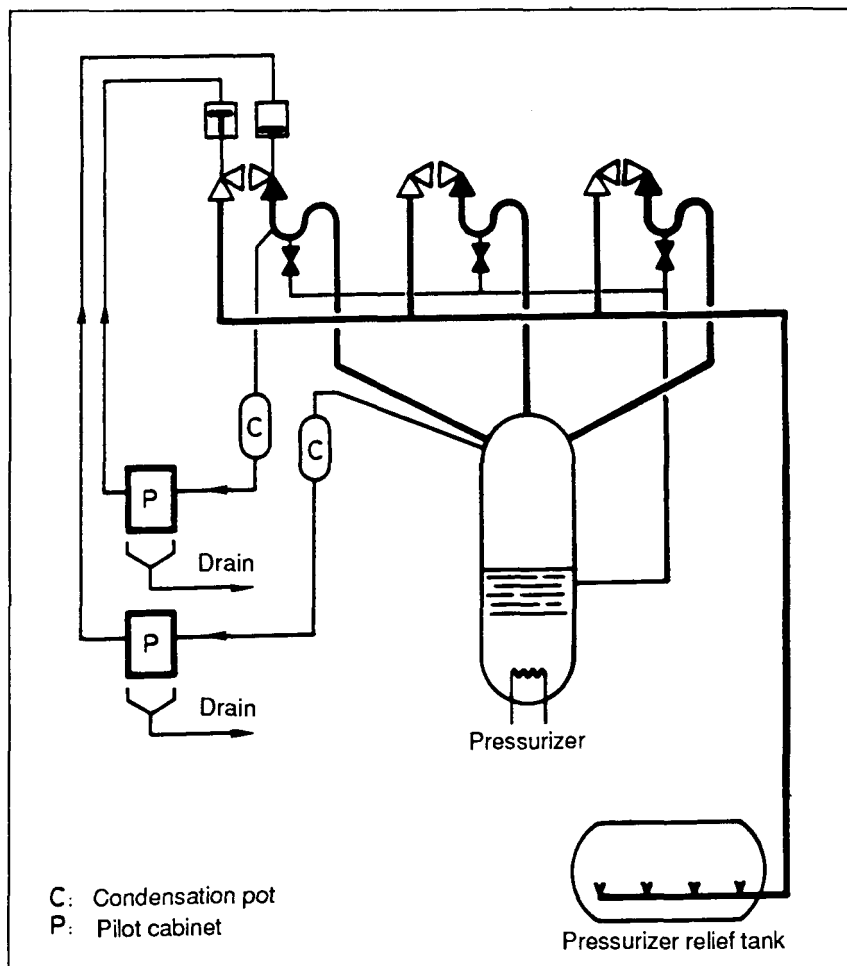 C
C
P
Drain
P
Drain
Pressurizer
C: Condensation pot
P: Pilot cabinet
Pressurizer relief tank